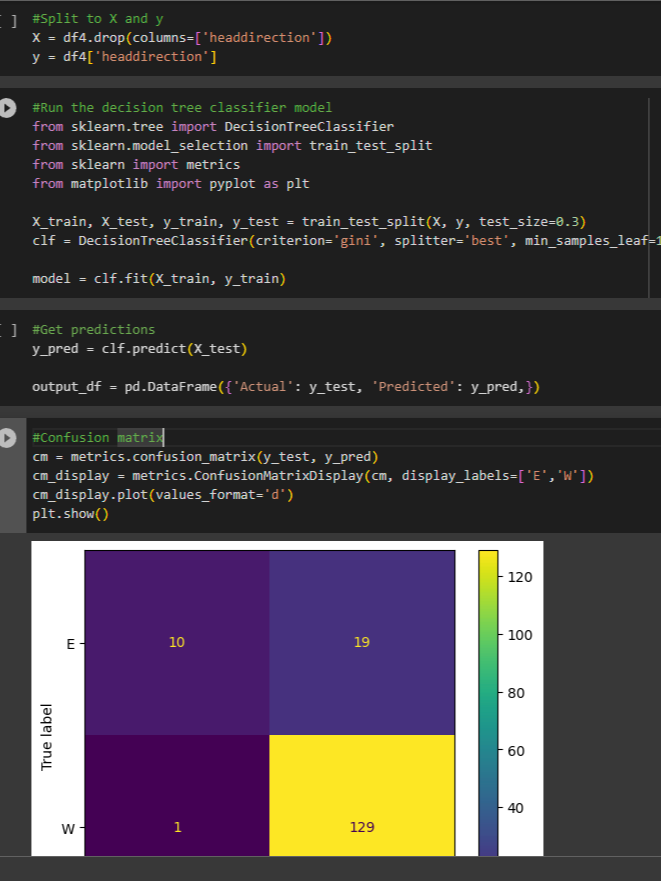 [ ] #Split to X and y
X = df4.drop(columns=['headdirection'])
y = df4['headdirection']
#Run the decision tree classifier model
from sklearn.tree import DecisionTreeClassifier
from sklearn.model_selection import train_test_split
from sklearn import metrics
from matplotlib import pyplot as plt
X_train, X_test, y_train, y_test = train_test_split(X, y, test_size=0.3)
clf = DecisionTreeClassifier(criterion='gini', splitter='best', min_samples_leaf=1
model = clf.fit(X_train, y_train)
[ ] #Get predictions
y_pred = clf.predict(X_test)
output_df = pd.DataFrame({'Actual': y_test, 'Predicted': y_pred,})
#Confusion matrix
cm = metrics.confusion_matrix(y_test, y_pred)
cm_display = metrics.ConfusionMatrixDisplay(cm, display_labels=['E','W'])
cm_display.plot(values_format='d')
plt.show()
120
E 10 19
100
80
True label
60
40
W 1 129